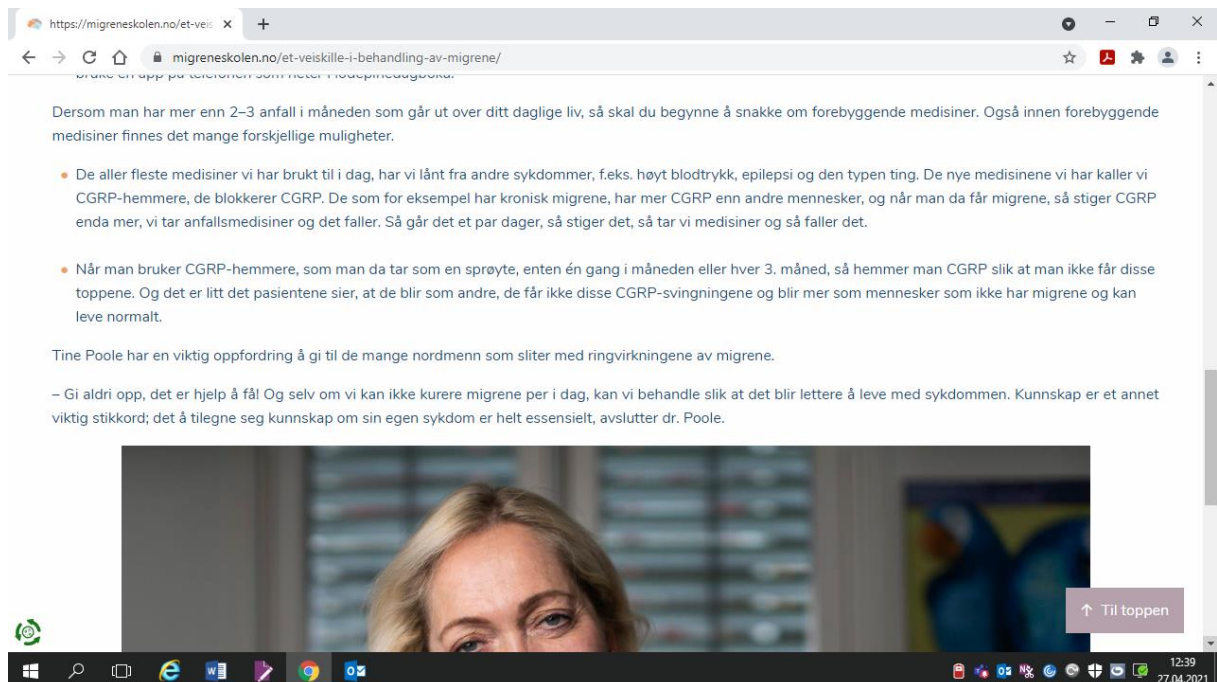 https://migreneskolen.no/et-veis
migreneskolen.no/et-veiskille-i-behandling-av-migrene/
Dersom man har mer enn 2–3 anfall i måneden som går ut over ditt daglige liv, så skal du begynne å snakke om forebyggende medisiner. Også innen forebyggende
medisiner finnes det mange forskjellige muligheter.
De aller fleste medisiner vi har brukt til i dag, har vi lånt fra andre sykdommer, f.eks. høyt blodtrykk, epilepsi og den typen ting. De nye medisinene vi har kaller vi
CGRP-hemmere, de blokkerer CGRP. De som for eksempel har kronisk migrene, har mer CGRP enn andre mennesker, og når man da får migrene, så stiger CGRP
enda mer, vi tar anfallsmedisiner og det faller. Så går det et par dager, så stiger det, så tar vi medisiner og så faller det.
Når man bruker CGRP-hemmere, som man da tar som en sprøyte, enten én gang i måneden eller hver 3. måned, så hemmer man CGRP slik at man ikke får disse
toppene. Og det er litt det pasientene sier, at de blir som andre, de får ikke disse CGRP-svingningene og blir mer som mennesker som ikke har migrene og kan
leve normalt.
Tine Poole har en viktig oppfordring å gi til de mange nordmenn som sliter med ringvirkningene av migrene.
– Gi aldri opp, det er hjelp å få! Og selv om vi kan ikke kurere migrene per i dag, kan vi behandle slik at det blir lettere å leve med sykdommen. Kunnskap er et annet
viktig stikkord; det å tilegne seg kunnskap om sin egen sykdom er helt essensielt, avslutter dr. Poole.
↑ Til toppen
12:39
27.04.2021